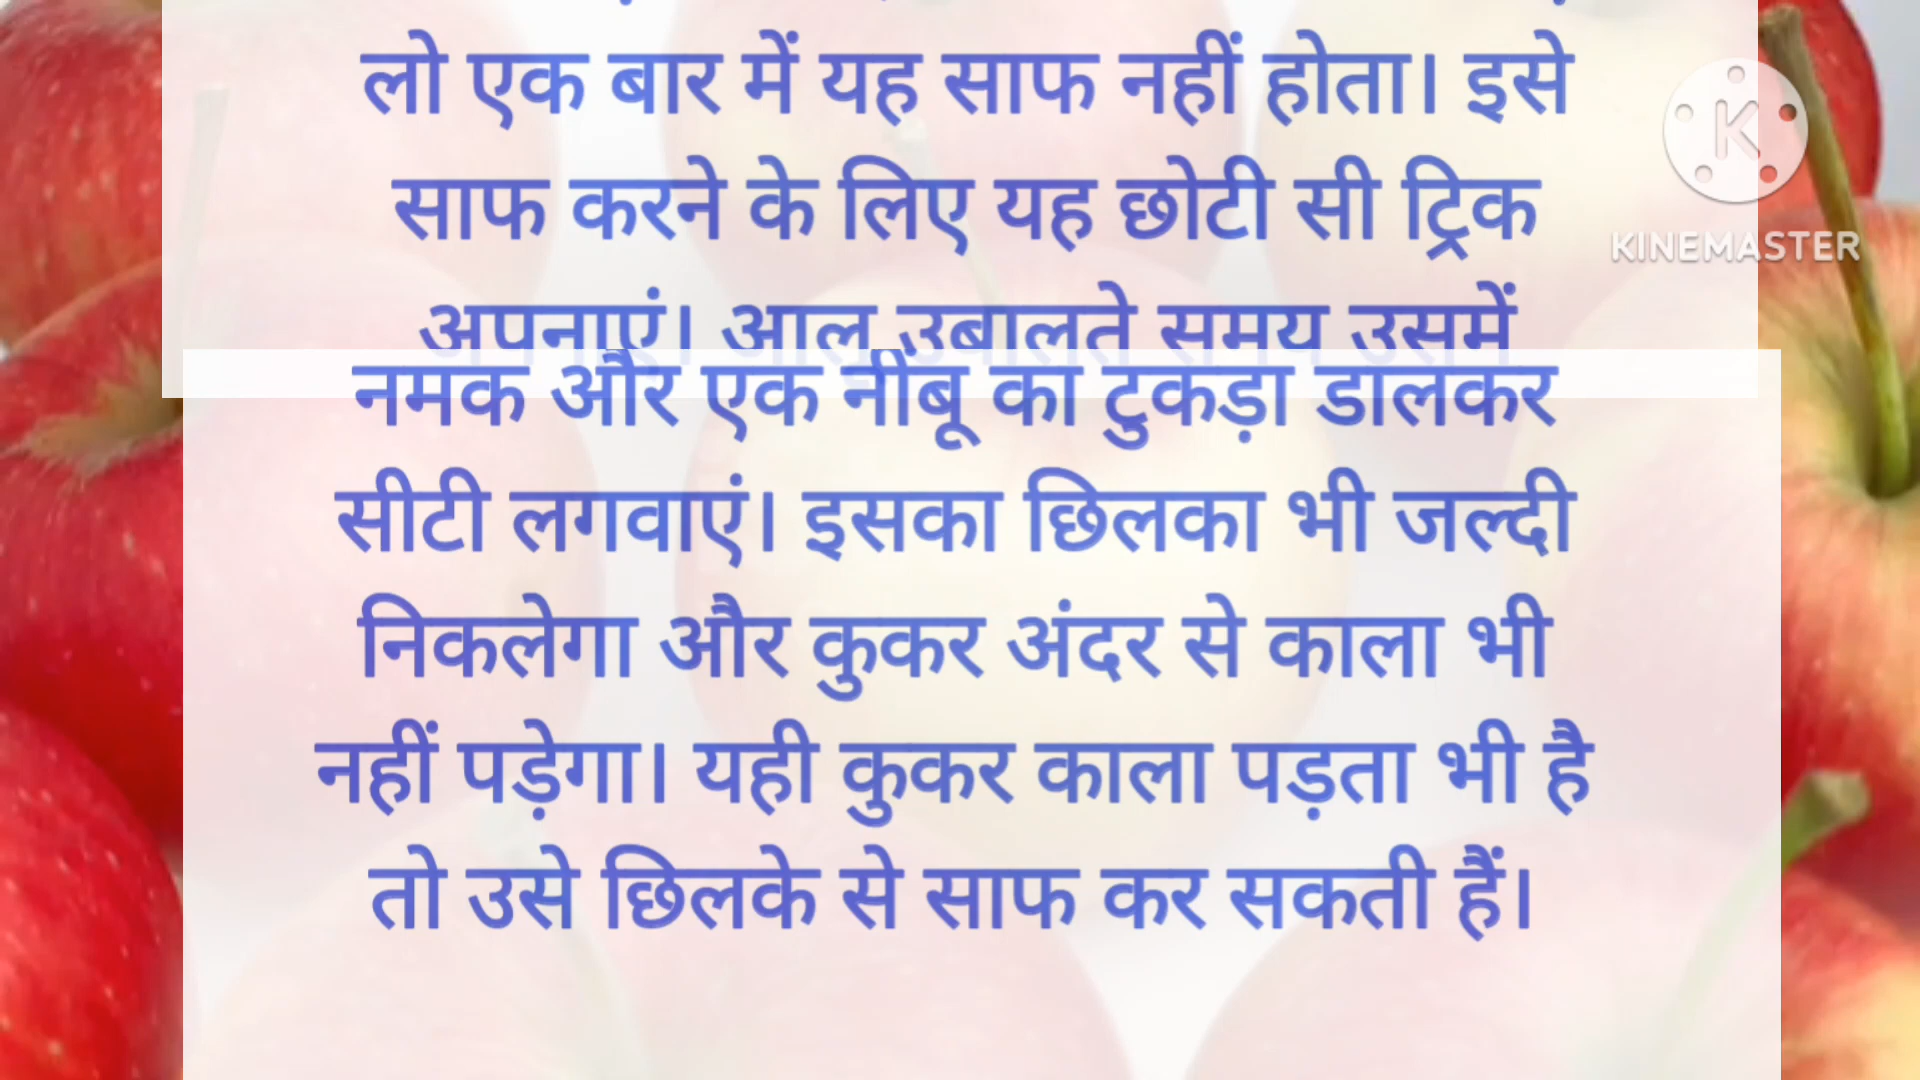 लो एक बार में यह साफ नहीं होता। इसे
साफ करने के लिए यह छोटी सी ट्रिक
अपनाएं। आलू उबालते समय उसमें
नमक और एक नींबू का टुकड़ा डालकर
सीटी लगवाएं। इसका छिलका भी जल्दी
निकलेगा और कुकर अंदर से काला भी
नहीं पड़ेगा। यही कुकर काला पड़ता भी है
तो उसे छिलके से साफ कर सकती हैं।
K
KINEMASTER